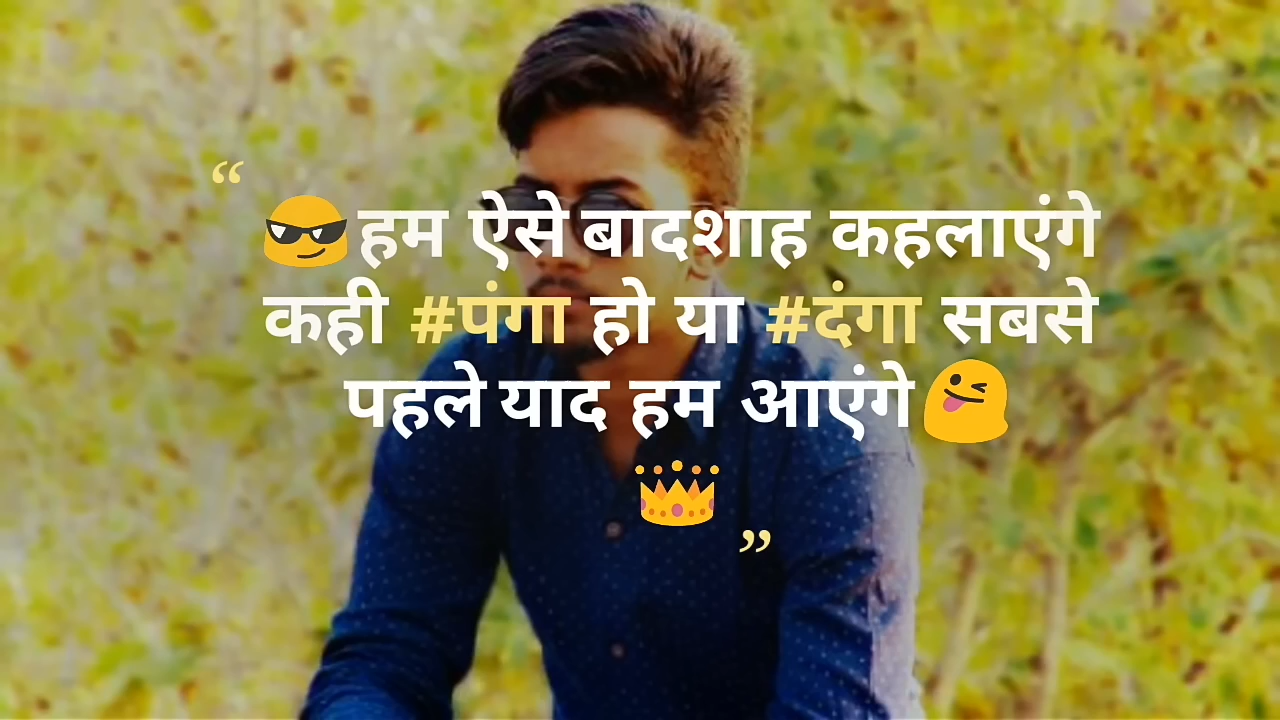 “
😎हम ऐसे बादशाह कहलाएंगे
कही #पंगा हो या #दंगा सबसे
पहले याद हम आएंगे😜
👑
”